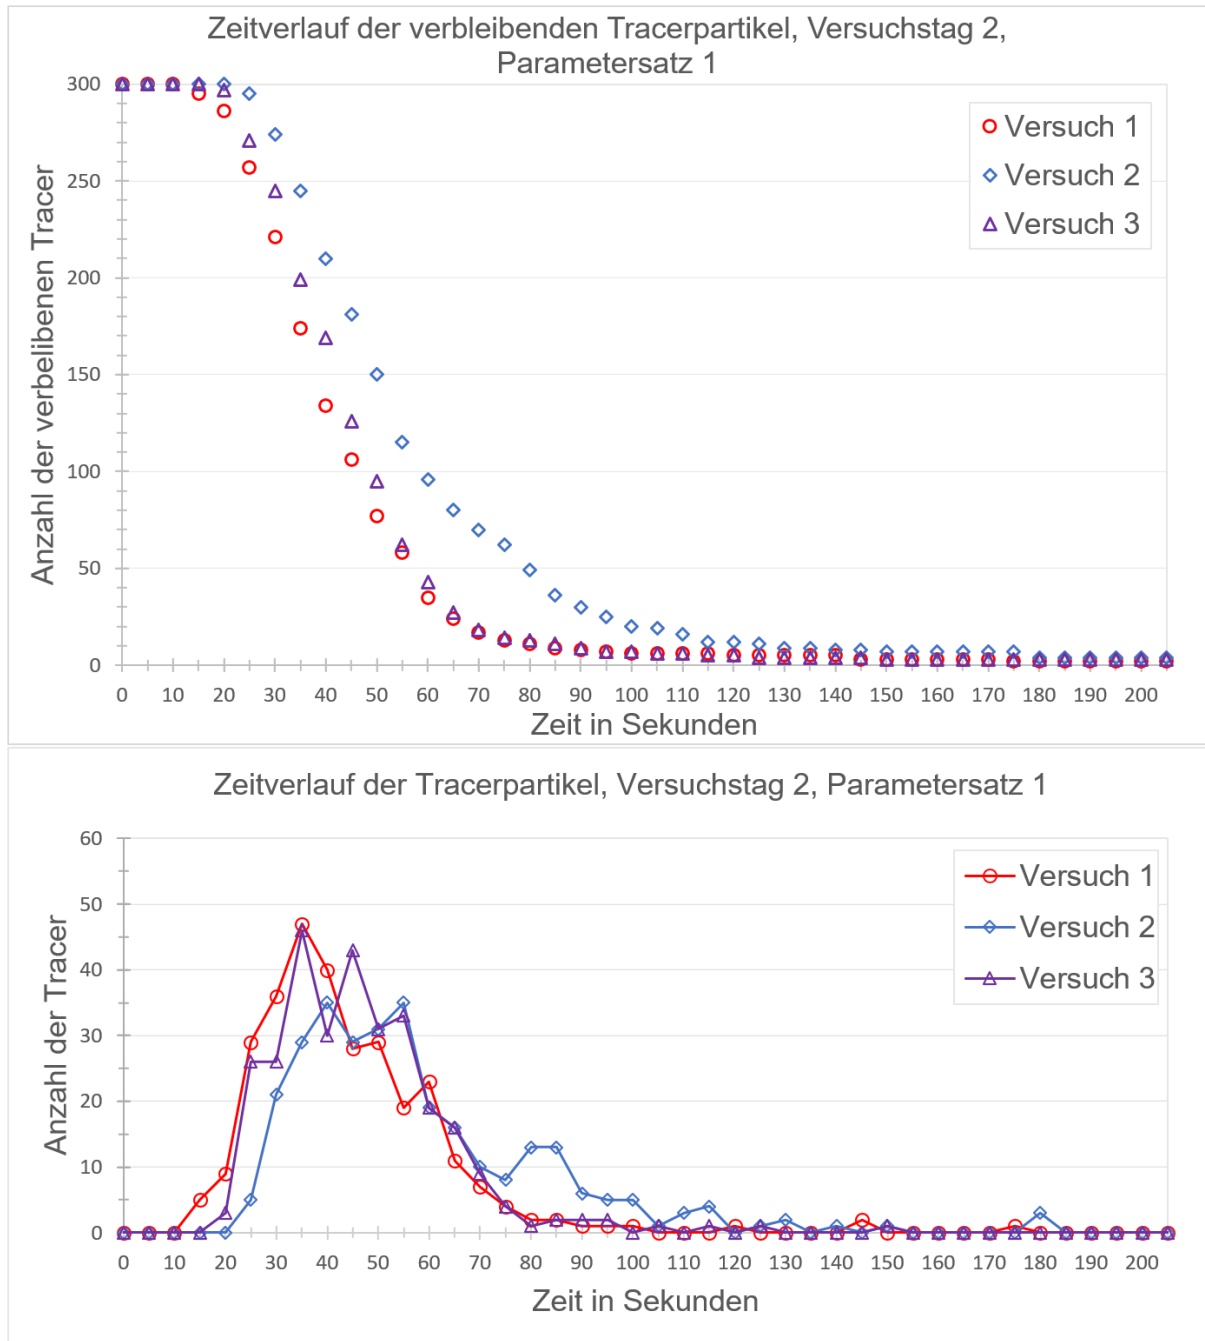 Zeitverlauf der verbleibenden Tracerpartikel, Versuchstag 2,
Parametersatz 1
Anzahl der verbelibenen Tracer
300
250
200
150
100
50
0
Versuch 1
Versuch 2
Versuch 3
0 10 20 30 40 50 60 70 80 90 100 110 120 130 140 150 160 170 180 190 200
Zeit in Sekunden
Zeitverlauf der Tracerpartikel, Versuchstag 2, Parametersatz 1
Anzahl der Tracer
60
50
40
30
20
10
0
Versuch 1
Versuch 2
Versuch 3
0 10 20 30 40 50 60 70 80 90 100 110 120 130 140 150 160 170 180 190 200
Zeit in Sekunden